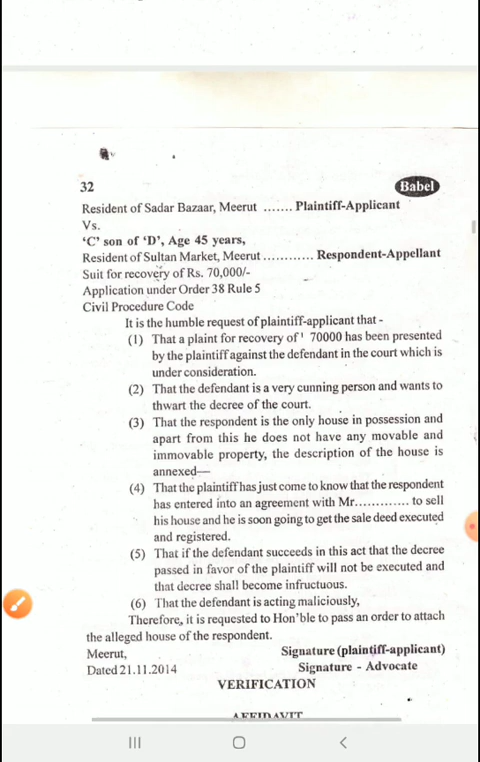 32
Babel
Resident of Sadar Bazaar, Meerut ....... Plaintiff-Applicant
Vs.
‘C’ son of ‘D’, Age 45 years,
Resident of Sultan Market, Meerut ............ Respondent-Appellant
Suit for recovery of Rs. 70,000/-
Application under Order 38 Rule 5
Civil Procedure Code
It is the humble request of plaintiff-applicant that -
(1) That a plaint for recovery of ' 70000 has been presented
by the plaintiff against the defendant in the court which is
under consideration.
(2) That the defendant is a very cunning person and wants to
thwart the decree of the court.
(3) That the respondent is the only house in possession and
apart from this he does not have any movable and
immovable property, the description of the house is
annexed—
(4) That the plaintiff has just come to know that the respondent
has entered into an agreement with Mr............. to sell
his house and he is soon going to get the sale deed executed
and registered.
(5) That if the defendant succeeds in this act that the decree
passed in favor of the plaintiff will not be executed and
that decree shall become infructuous.
(6) That the defendant is acting maliciously,
Therefore, it is requested to Hon’ble to pass an order to attach
the alleged house of the respondent.
Meerut, Signature (plaintiff-applicant)
Dated 21.11.2014 Signature - Advocate
VERIFICATION
AFFIDAVIT